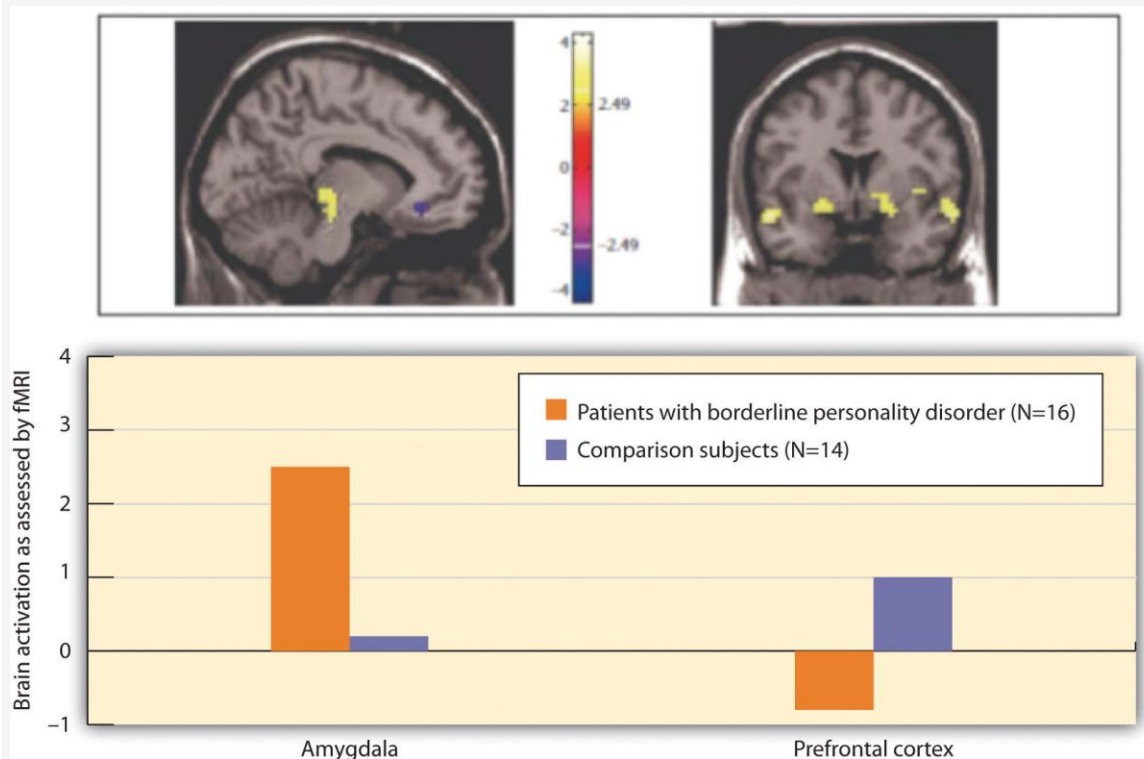 4
2
2.49
0
-2
-2.49
-4
Brain activation as assessed by fMRI
4
3
2
1
0
–1
Patients with borderline personality disorder (N=16)
Comparison subjects (N=14)
Amygdala
Prefrontal cortex